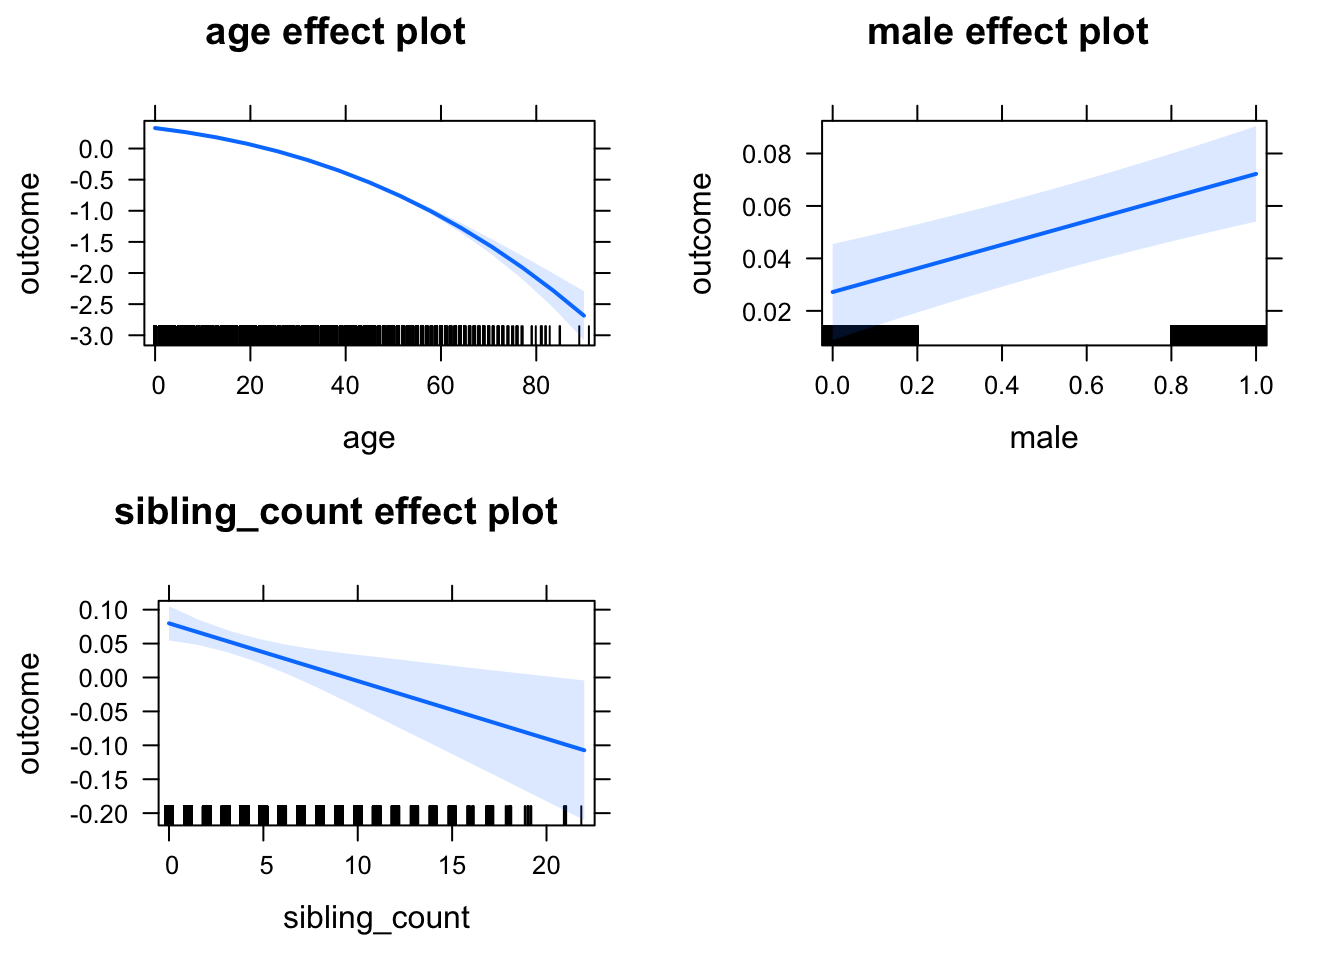 age effect plot
outcome
0.0
-0.5
-1.0
-1.5
-2.0
-2.5
-3.0
0 20 40 60 80
age
male effect plot
outcome
0.08
0.06
0.04
0.02
0.0 0.2 0.4 0.6 0.8 1.0
male
sibling_count effect plot
outcome
0.10
0.05
0.00
-0.05
-0.10
-0.15
-0.20
0 5 10 15 20
sibling_count